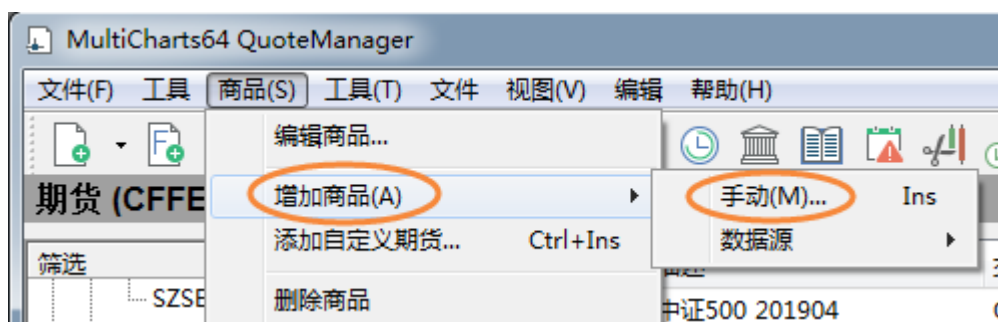 MultiCharts64 QuoteManager
文件(F) 工具 商品(S) 工具(T) 文件 视图(V) 编辑 帮助(H)
编辑商品...
期货 (CFFE 增加商品(A) 手动(M)... Ins
添加自定义期货... Ctrl+Ins 数据源
筛选
SZSE 删除商品 中证500 201904